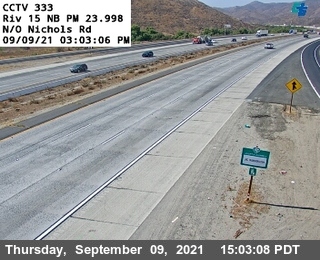 CCTV 333
Riv 15 NB PM 23.998
N/O Nichols Rd
09/09/21 03:03:06 PM
Thursday, September 09, 2021 15:03:08 PDT